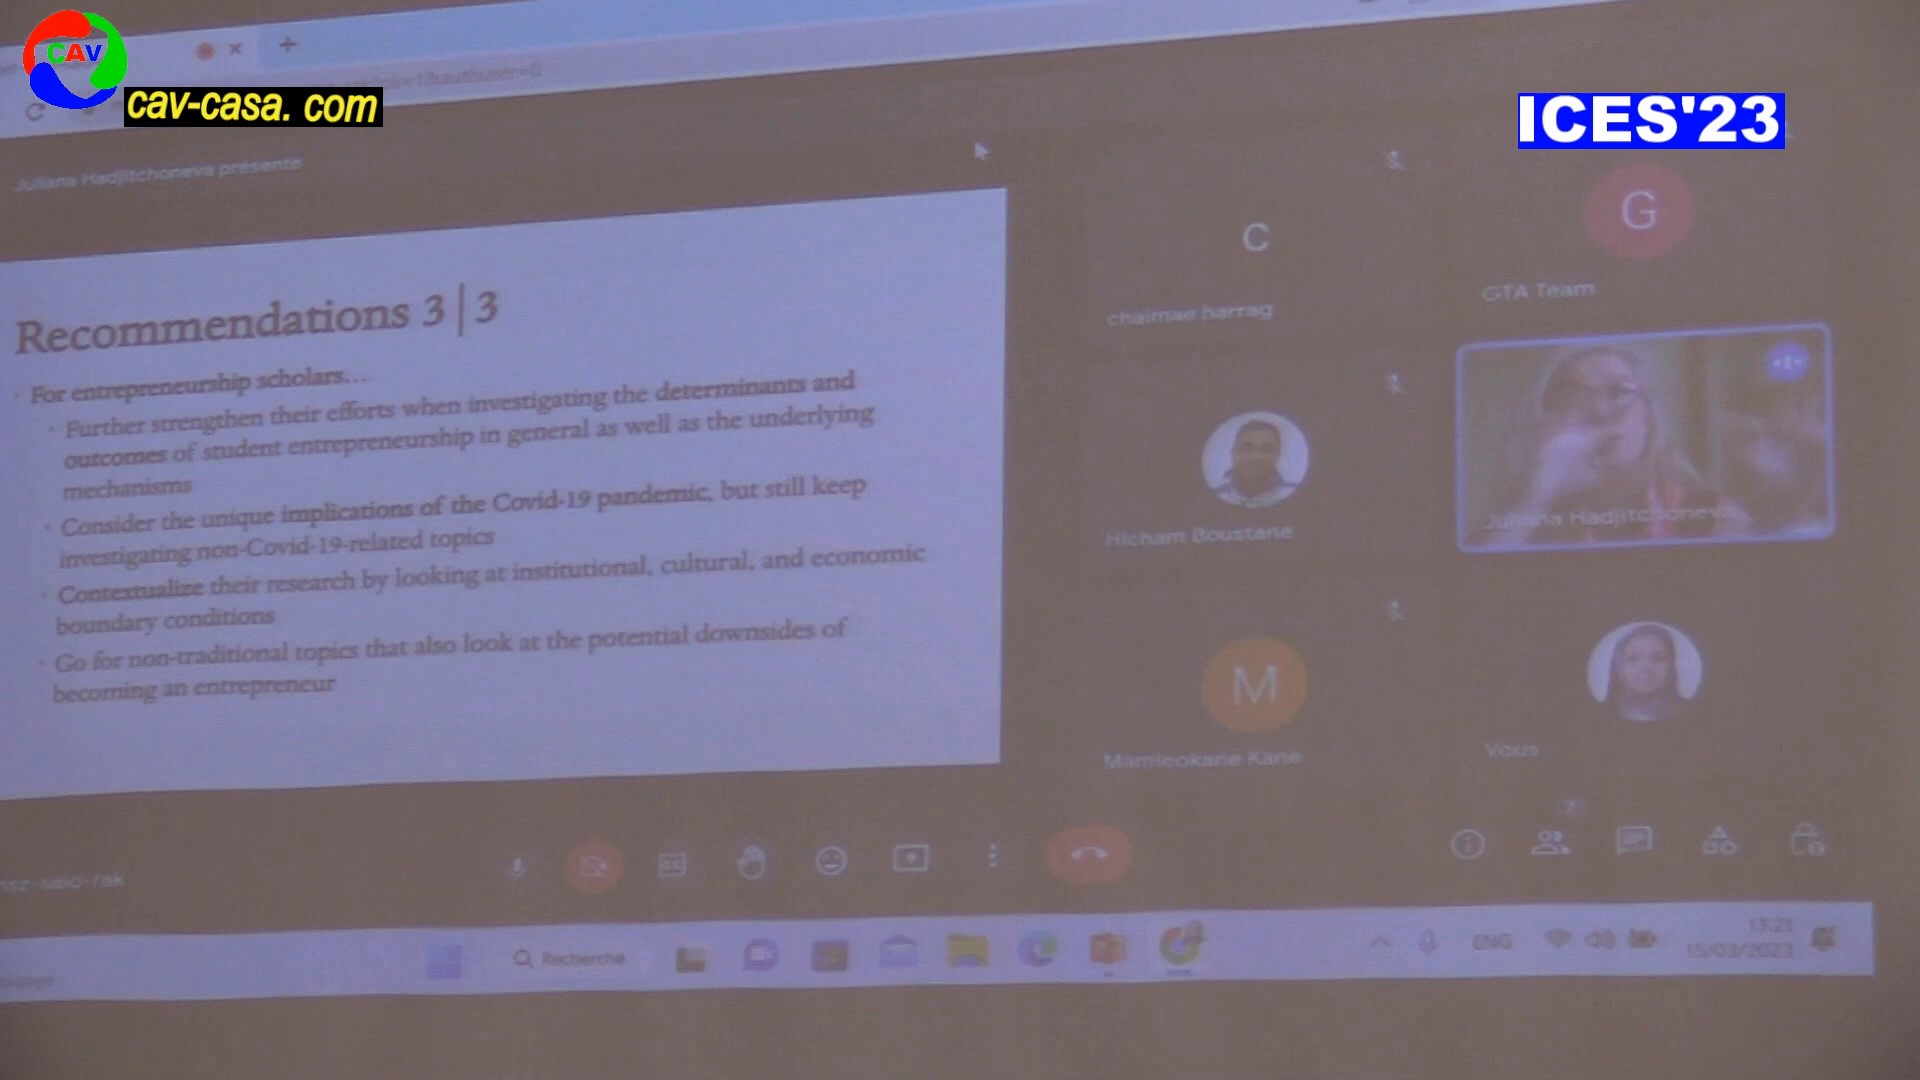 CAV
cav-casa. com
ICES'23
Juliana Hadjitchoneva présente
Recommendations 3|3
For entrepreneurship scholars...
Further strengthen their efforts when investigating the determinants and
outcomes of student entrepreneurship in general as well as the underlying
mechanisms
Consider the unique implications of the Covid-19 pandemic, but still keep
investigating non-Covid-19-related topics
Contextualize their research by looking at institutional, cultural, and economic
boundary conditions
Go for non-traditional topics that also look at the potential downsides of
becoming an entrepreneur
C
chaimae harrag
G
GTA Team
Hicham Boustane
Juliana Hadjitchoneva
M
Mamleokane Kane
Vous
7
Recherche
ENG
13:21
15/03/2023